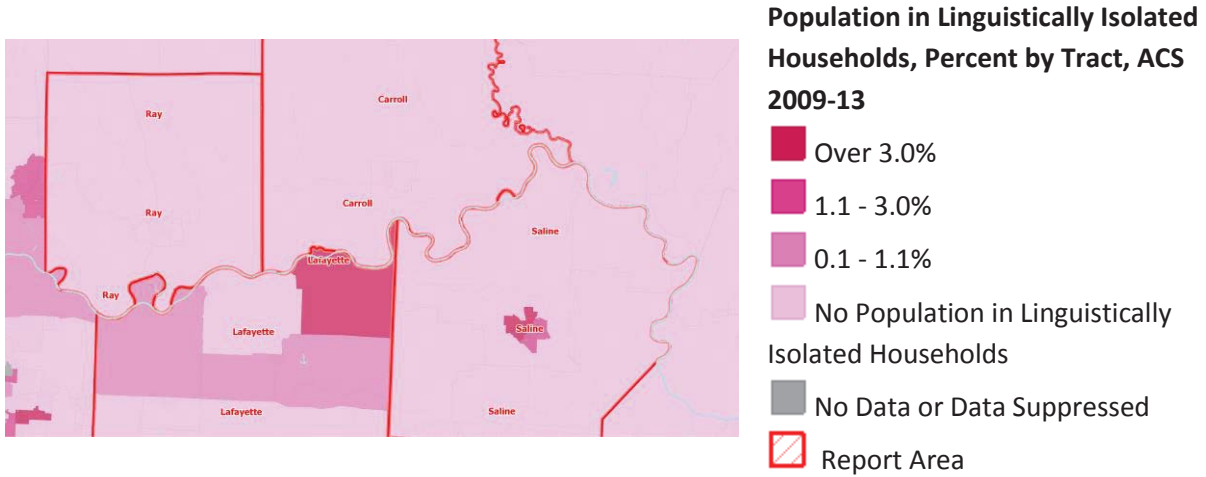 Population in Linguistically Isolated
Households, Percent by Tract, ACS
2009-13
Over 3.0%
1.1 - 3.0%
0.1 - 1.1%
No Population in Linguistically
Isolated Households
No Data or Data Suppressed
Report Area
Ray
Carroll
Ray
Carroll
Saline
Lafayette
Ray
Lafayette
Saline
Lafayette
Saline